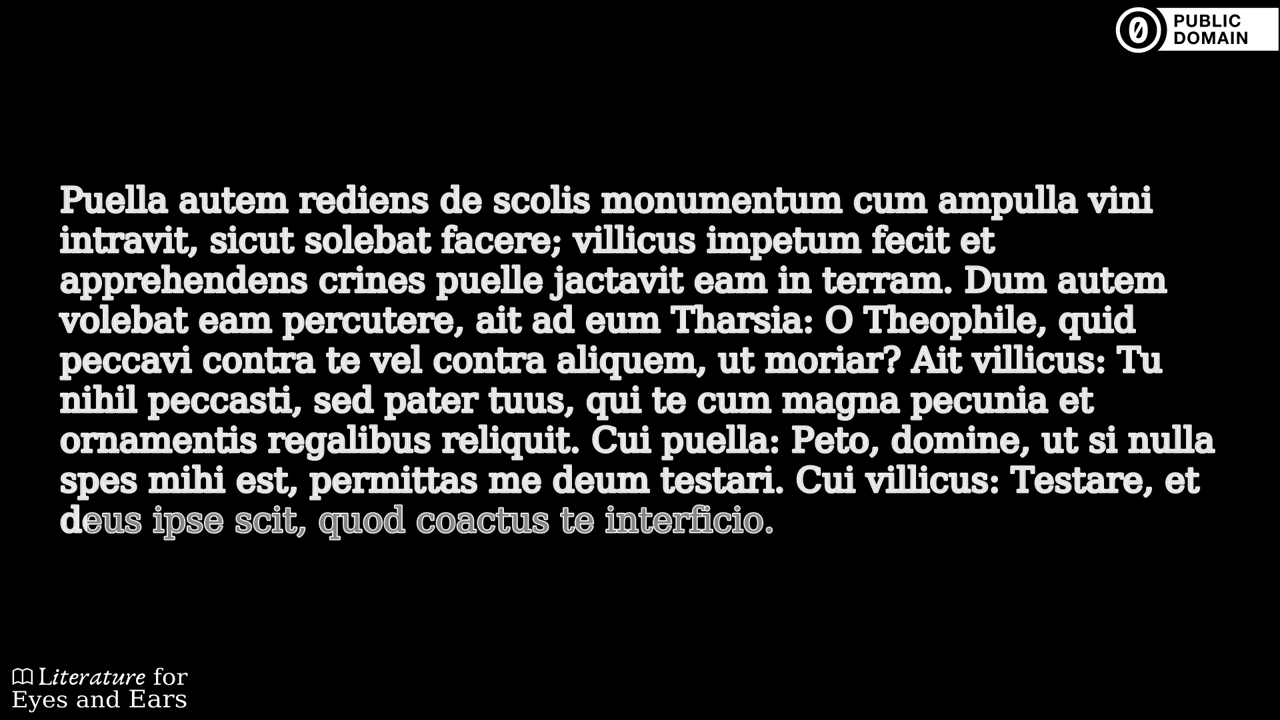 PUBLIC
DOMAIN
Puella autem rediens de scolis monumentum cum ampulla vini
intravit, sicut solebat facere; villicus impetum fecit et
apprehendens crines puelle jactavit eam in terram. Dum autem
volebat eam percutere, ait ad eum Tharsia: O Theophile, quid
peccavi contra te vel contra aliquem, ut moriar? Ait villicus: Tu
nihil peccasti, sed pater tuus, qui te cum magna pecunia et
ornamentis regalibus reliquit. Cui puella: Peto, domine, ut si nulla
spes mihi est, permittas me deum testari. Cui villicus: Testare, et
deus ipse scit, quod coactus te interficio.
Literature for
Eyes and Ears